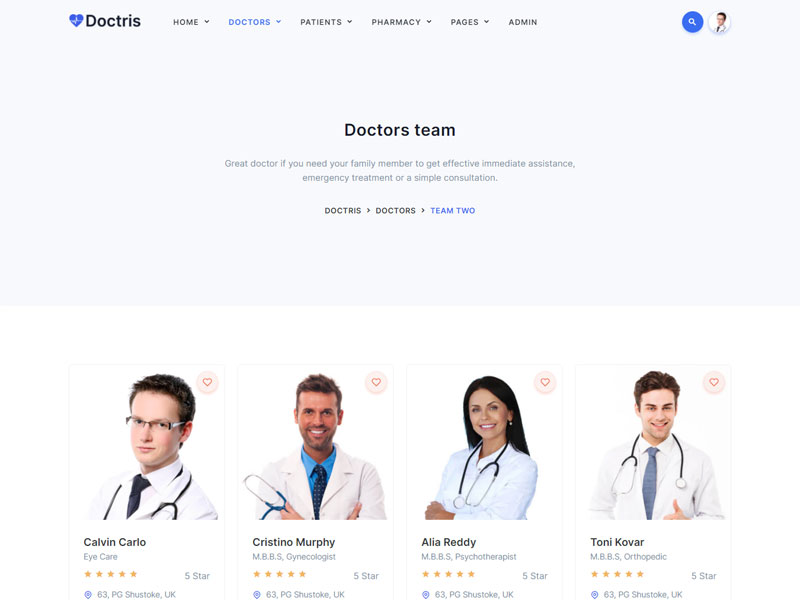 Doctris HOME DOCTORS PATIENTS PHARMACY PAGES ADMIN
Doctors team
Great doctor if you need your family member to get effective immediate assistance,
emergency treatment or a simple consultation.
DOCTRIS > DOCTORS > TEAM TWO
Calvin Carlo
Eye Care
5 Star
63, PG Shustoke, UK
Cristino Murphy
M.B.B.S, Gynecologist
5 Star
63, PG Shustoke, UK
Alia Reddy
M.B.B.S, Psychotherapist
5 Star
63, PG Shustoke, UK
Toni Kovar
M.B.B.S, Orthopedic
5 Star
63, PG Shustoke, UK